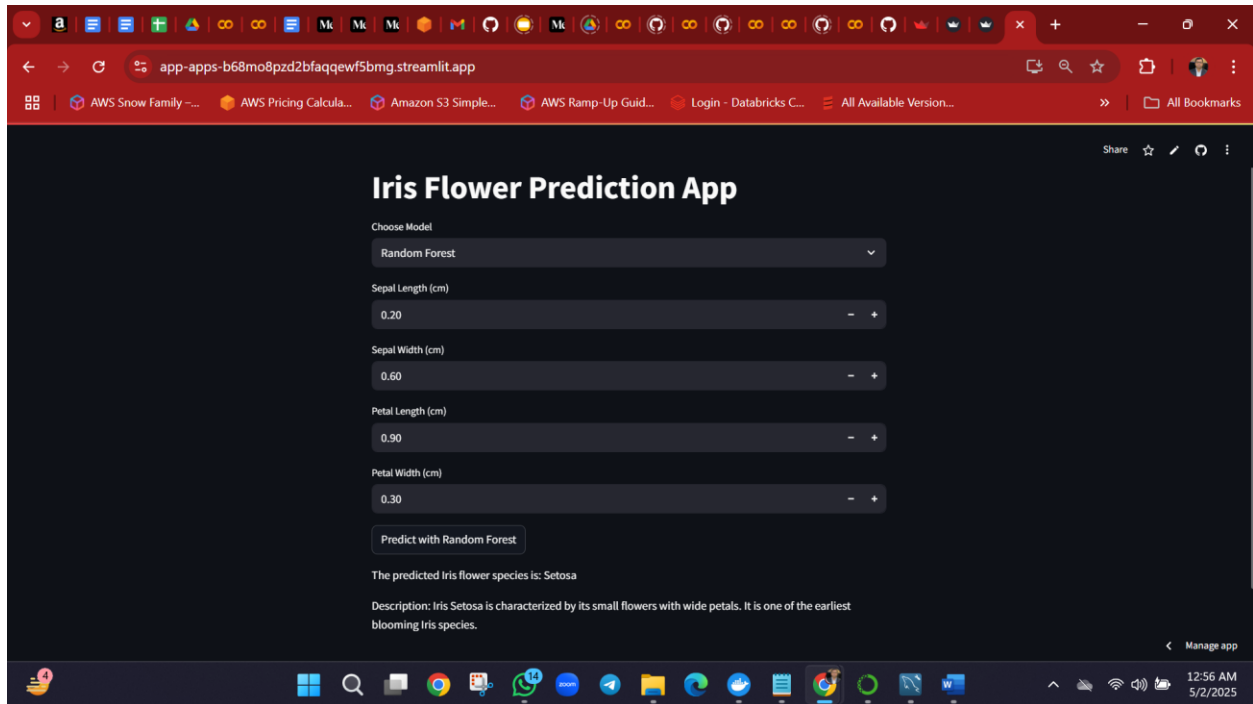 app-apps-b68mo8pzd2bfaqqewf5bmg.streamlit.app
AWS Snow Family –...
AWS Pricing Calcula...
Amazon S3 Simple...
AWS Ramp-Up Guid...
Login - Databricks C...
All Available Version...
»
All Bookmarks
Share
Iris Flower Prediction App
Choose Model
Random Forest
Sepal Length (cm)
0.20
Sepal Width (cm)
0.60
Petal Length (cm)
0.90
Petal Width (cm)
0.30
Predict with Random Forest
The predicted Iris flower species is: Setosa
Description: Iris Setosa is characterized by its small flowers with wide petals. It is one of the earliest
blooming Iris species.
Manage app
4
14
zoom
12:56 AM
5/2/2025